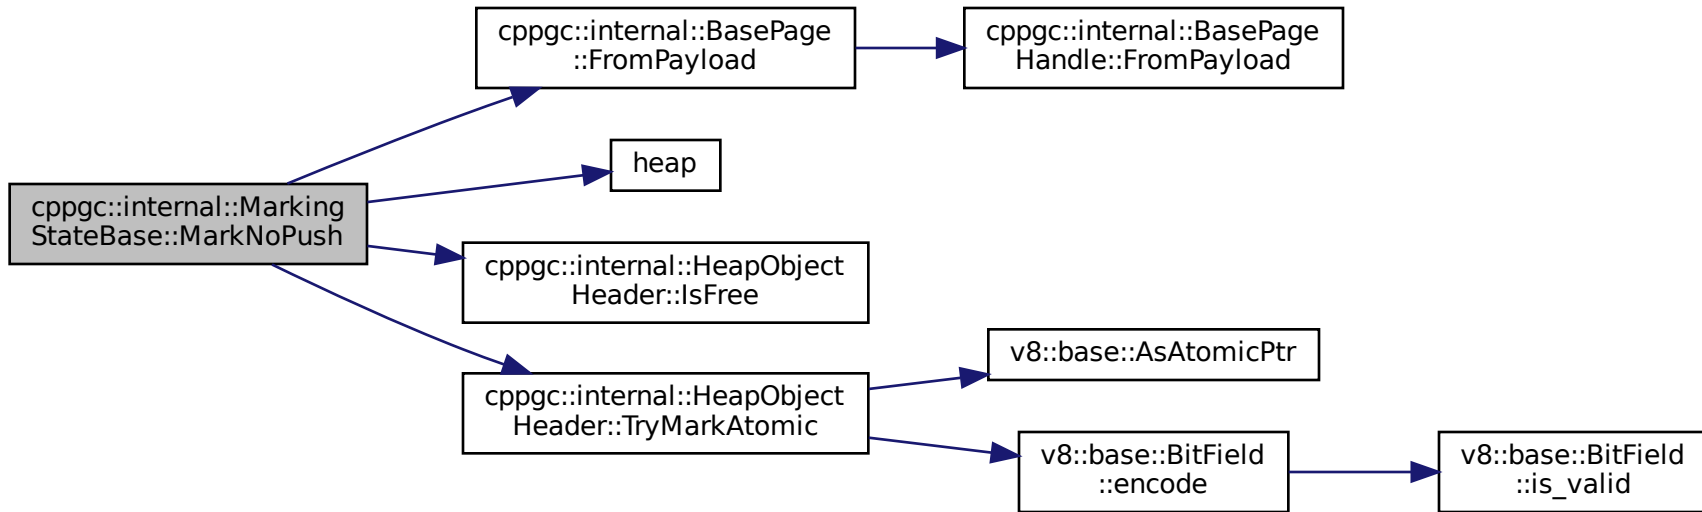 cppgc::internal::BasePage
::FromPayload
cppgc::internal::BasePage
Handle::FromPayload
heap
cppgc::internal::Marking
StateBase::MarkNoPush
cppgc::internal::HeapObject
Header::IsFree
v8::base::AsAtomicPtr
cppgc::internal::HeapObject
Header::TryMarkAtomic
v8::base::BitField
::encode
v8::base::BitField
::is_valid